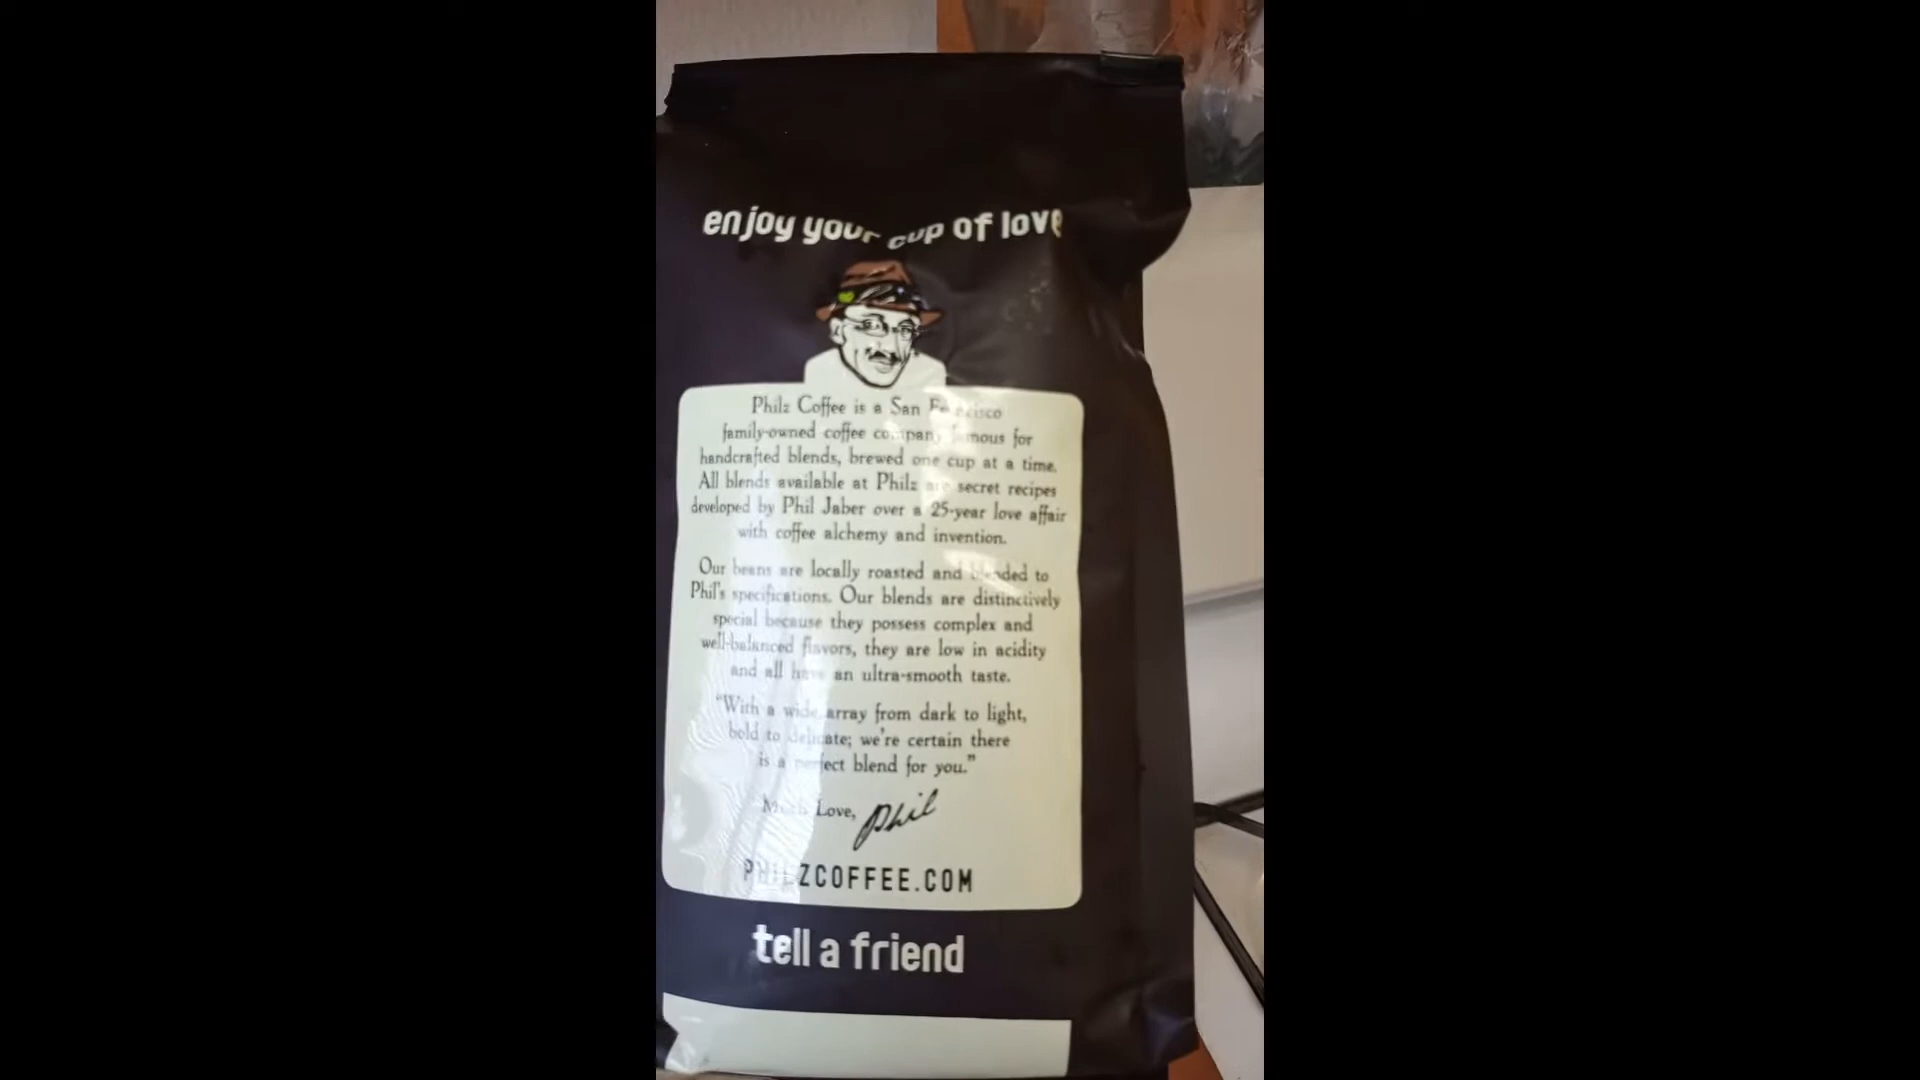 enjoy your cup of love
Philz Coffee is a San Francisco
family-owned coffee company famous for
handcrafted blends, brewed one cup at a time.
All blends available at Philz are secret recipes
developed by Phil Jaber over a 25-year love affair
with coffee alchemy and invention.
Our beans are locally roasted and blended to
Phil's specifications. Our blends are distinctively
special because they possess complex and
well-balanced flavors, they are low in acidity
and all have an ultra-smooth taste.
"With a wide array from dark to light,
bold to delicate; we're certain there
is a perfect blend for you."
Much Love, Phil
PHILZCOFFEE.COM
tell a friend